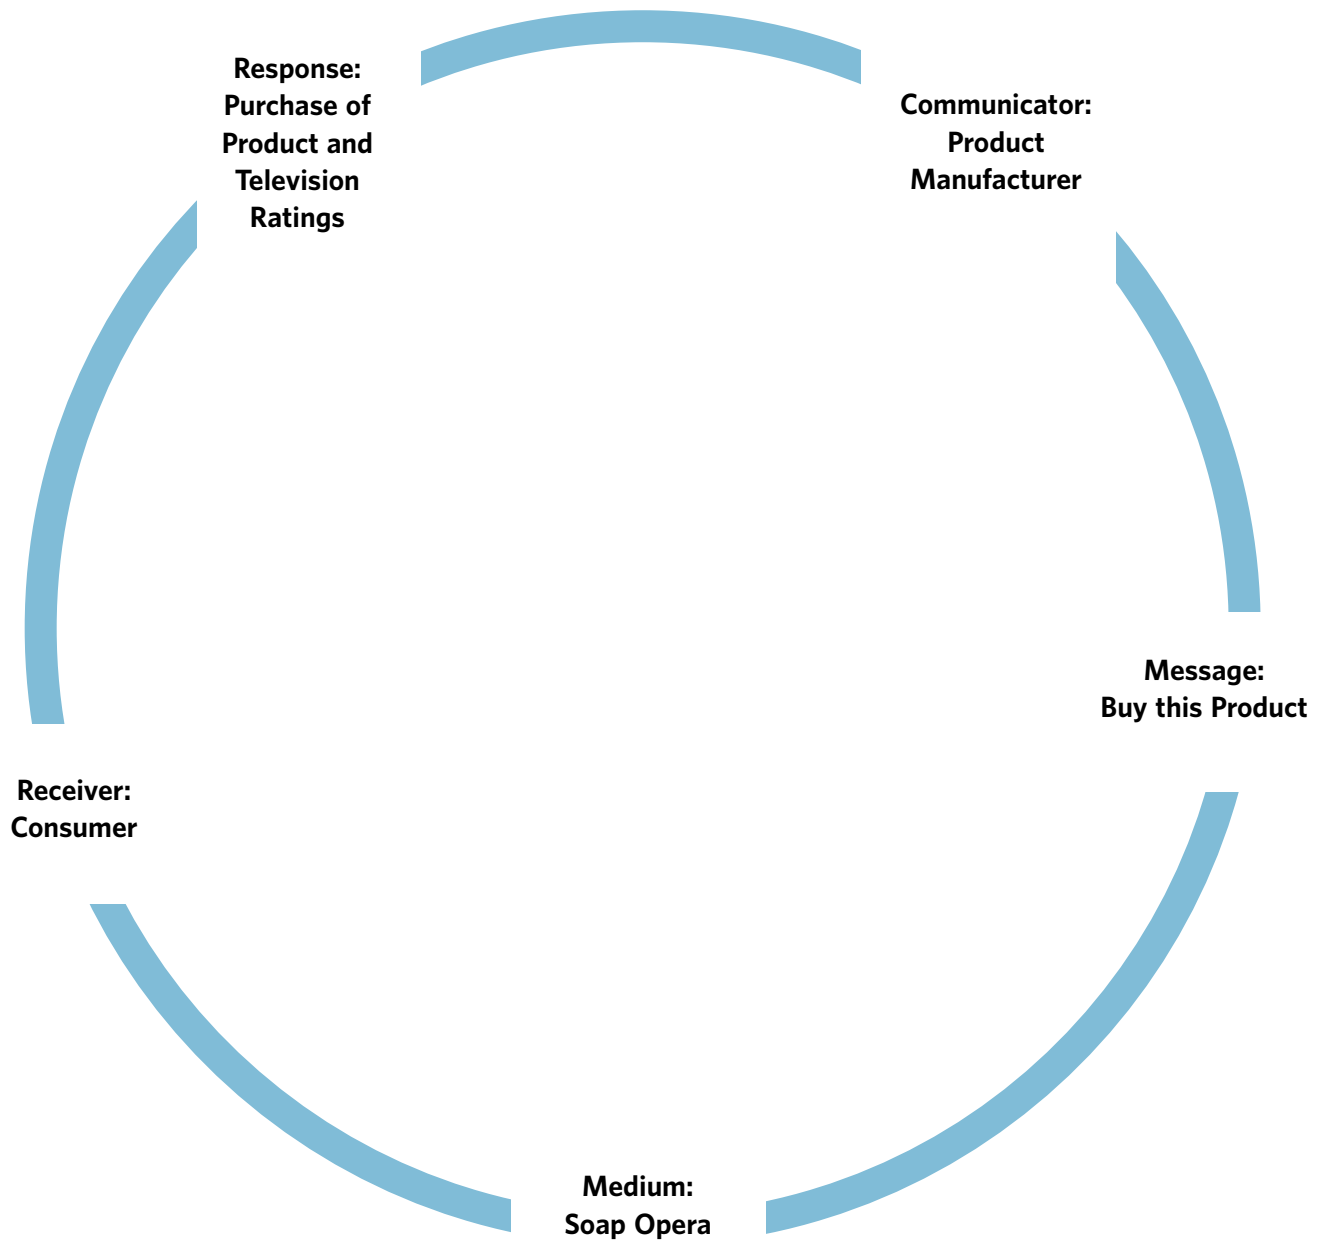 Response:
Purchase of
Product and
Television
Ratings
Communicator:
Product
Manufacturer
Message:
Buy this Product
Receiver:
Consumer
Medium:
Soap Opera